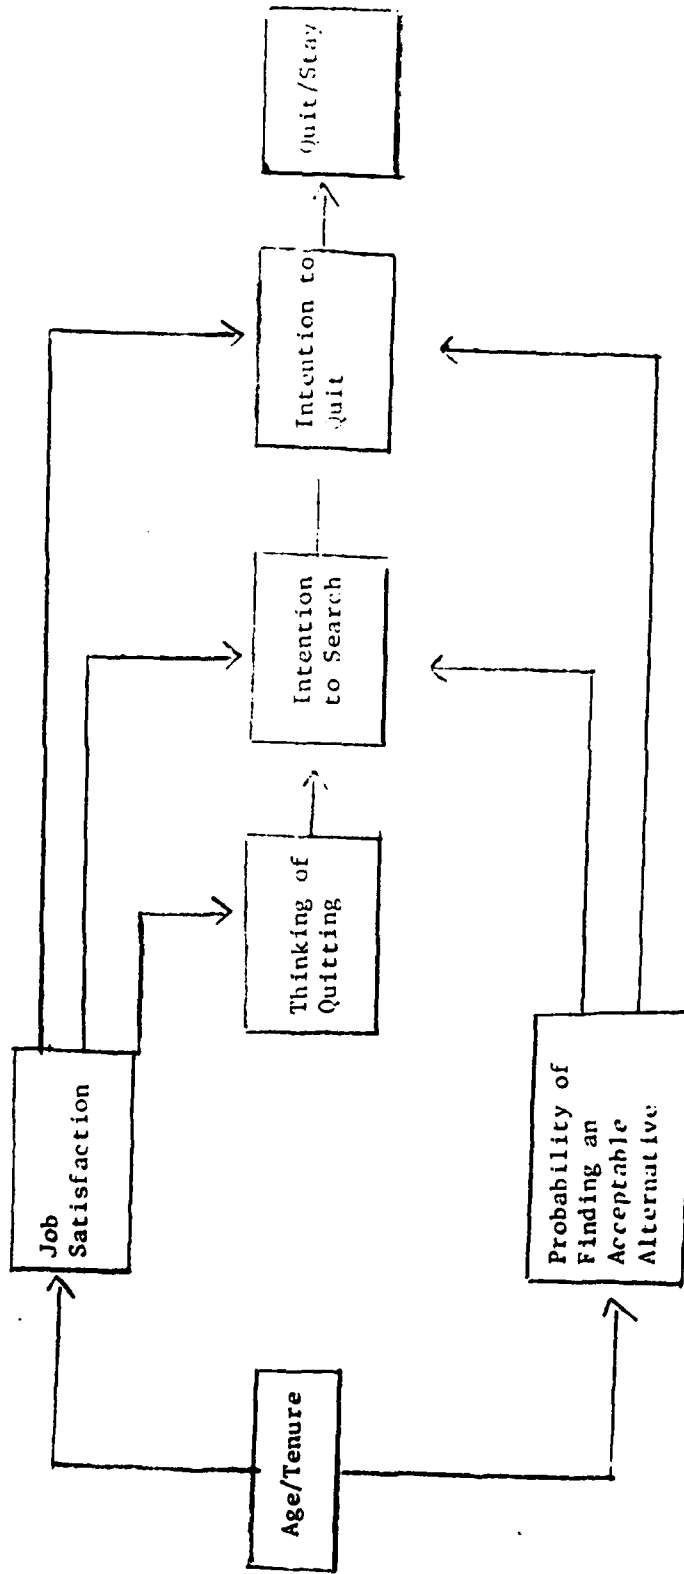 Age/Tenure
Job
Satisfaction
Probability of
Finding an
Acceptable
Alternative
Thinking of
Quitting
Intention
to Search
Intention to
Quit
Quit/Stay